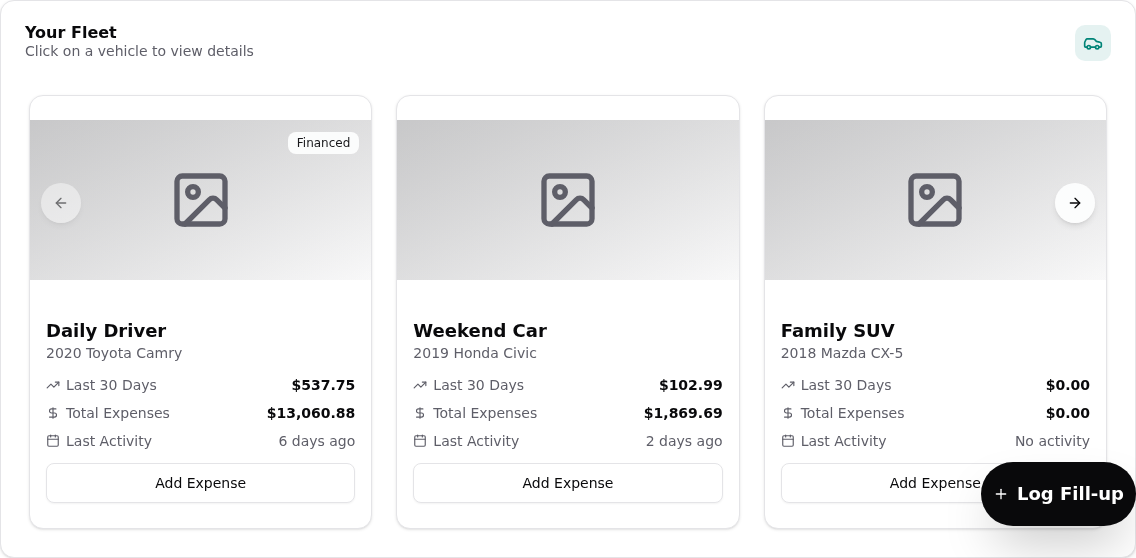 Your Fleet
Click on a vehicle to view details
Financed
Daily Driver
2020 Toyota Camry
Last 30 Days $537.75
Total Expenses $13,060.88
Last Activity 6 days ago
Add Expense
Weekend Car
2019 Honda Civic
Last 30 Days $102.99
Total Expenses $1,869.69
Last Activity 2 days ago
Add Expense
Family SUV
2018 Mazda CX-5
Last 30 Days $0.00
Total Expenses $0.00
Last Activity No activity
Add Expense
Log Fill-up